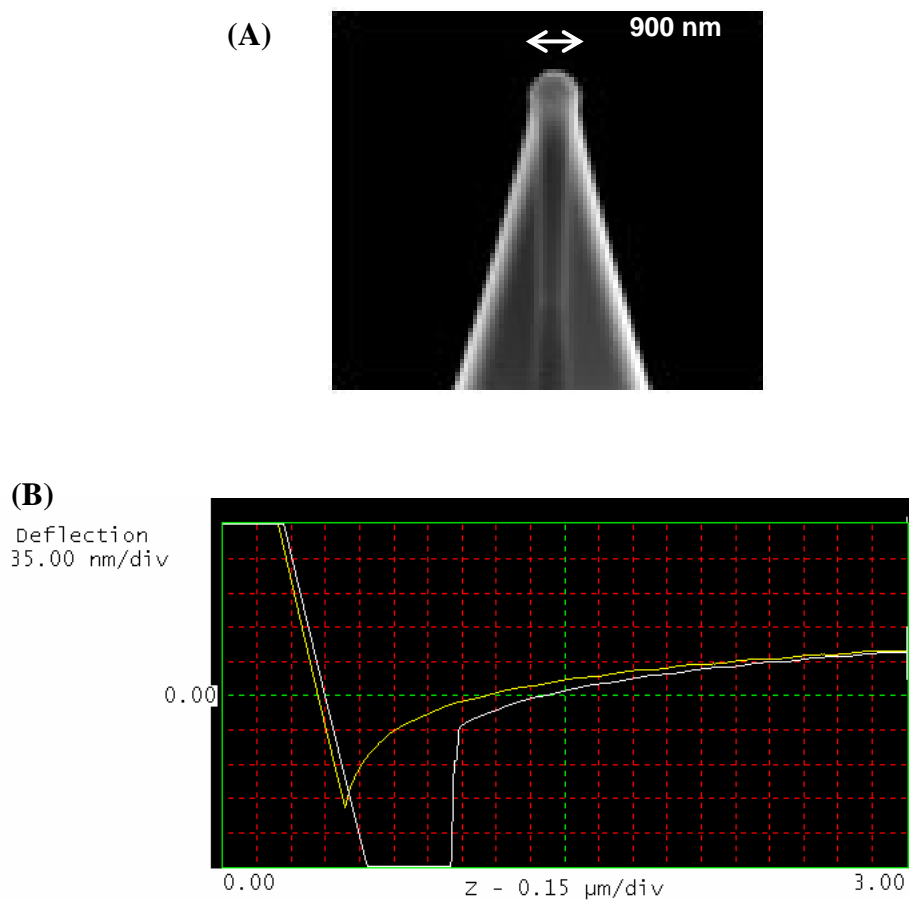 (A)
900 nm
(B)
Deflection
35.00 nm/div
0.00
0.00
Z - 0.15 µm/div
3.00